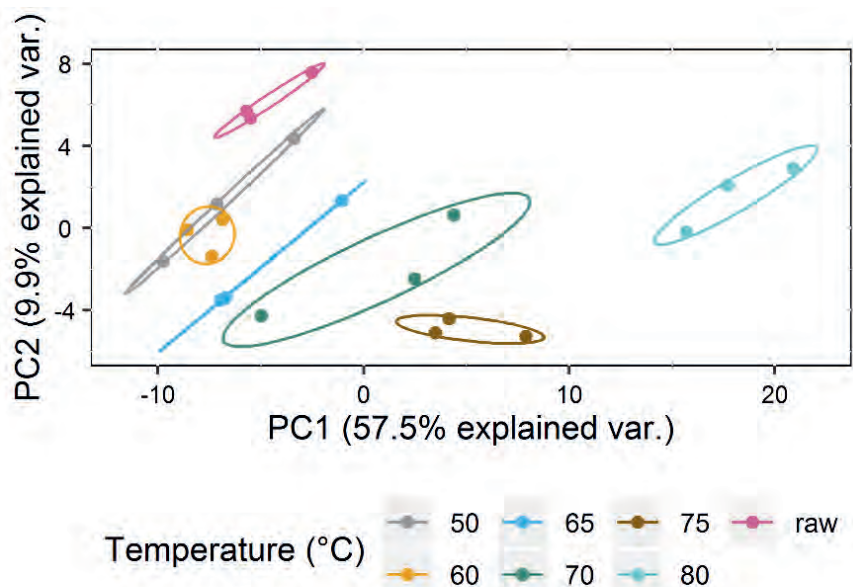 8
4
0
-4
PC2 (9.9% explained var.)
-10 0 10 20
PC1 (57.5% explained var.)
Temperature (°C)
50 65 75 raw
60 70 80